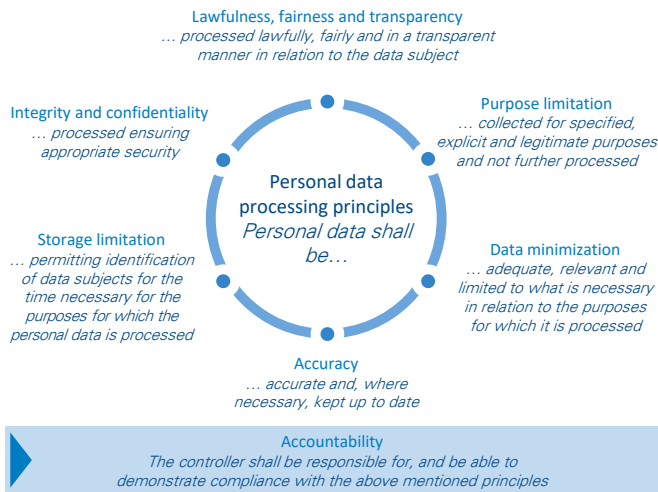 Lawfulness, fairness and transparency
... processed lawfully, fairly and in a transparent
manner in relation to the data subject
Integrity and confidentiality
... processed ensuring
appropriate security
Purpose limitation
... collected for specified,
explicit and legitimate purposes
and not further processed
Personal data
processing principles
Personal data shall
be...
Storage limitation
... permitting identification
of data subjects for the
time necessary for the
purposes for which the
personal data is processed
Data minimization
... adequate, relevant and
limited to what is necessary
in relation to the purposes
for which it is processed
Accuracy
... accurate and, where
necessary, kept up to date
Accountability
The controller shall be responsible for, and be able to
demonstrate compliance with the above mentioned principles